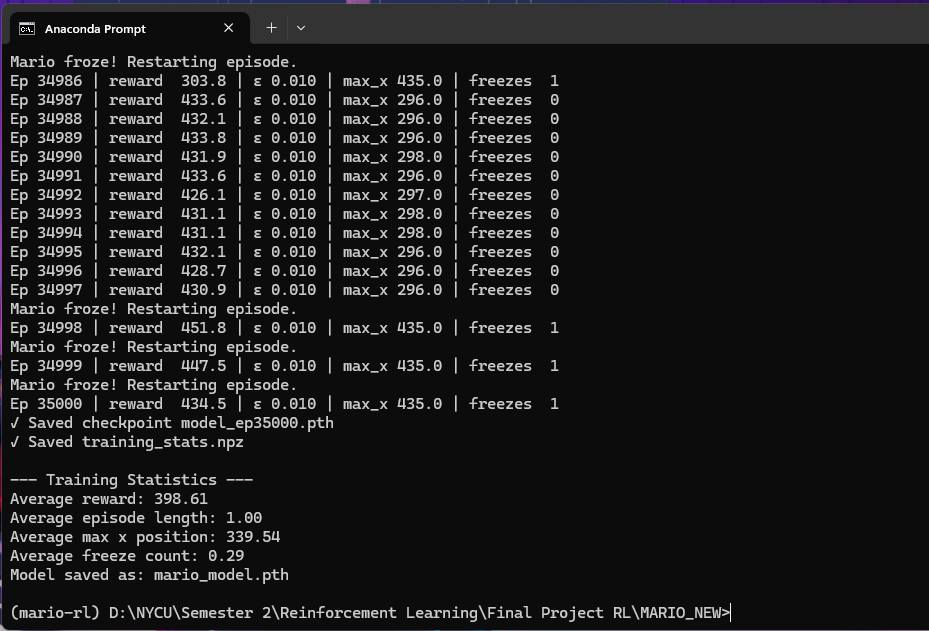 Anaconda Prompt
Mario froze! Restarting episode.
Ep 34986 | reward  303.8 | ε 0.010 | max_x 435.0 | freezes  1
Ep 34987 | reward  433.6 | ε 0.010 | max_x 296.0 | freezes  0
Ep 34988 | reward  432.1 | ε 0.010 | max_x 296.0 | freezes  0
Ep 34989 | reward  433.8 | ε 0.010 | max_x 296.0 | freezes  0
Ep 34990 | reward  431.9 | ε 0.010 | max_x 298.0 | freezes  0
Ep 34991 | reward  433.6 | ε 0.010 | max_x 296.0 | freezes  0
Ep 34992 | reward  426.1 | ε 0.010 | max_x 297.0 | freezes  0
Ep 34993 | reward  431.1 | ε 0.010 | max_x 298.0 | freezes  0
Ep 34994 | reward  431.1 | ε 0.010 | max_x 298.0 | freezes  0
Ep 34995 | reward  432.1 | ε 0.010 | max_x 296.0 | freezes  0
Ep 34996 | reward  428.7 | ε 0.010 | max_x 296.0 | freezes  0
Ep 34997 | reward  430.9 | ε 0.010 | max_x 296.0 | freezes  0
Mario froze! Restarting episode.
Ep 34998 | reward  451.8 | ε 0.010 | max_x 435.0 | freezes  1
Mario froze! Restarting episode.
Ep 34999 | reward  447.5 | ε 0.010 | max_x 435.0 | freezes  1
Mario froze! Restarting episode.
Ep 35000 | reward  434.5 | ε 0.010 | max_x 435.0 | freezes  1
√ Saved checkpoint model_ep35000.pth
√ Saved training_stats.npz
--- Training Statistics ---
Average reward: 398.61
Average episode length: 1.00
Average max x position: 339.54
Average freeze count: 0.29
Model saved as: mario_model.pth
(mario-rl) D:\NYCU\Semester 2\Reinforcement Learning\Final Project RL\MARIO_NEW>